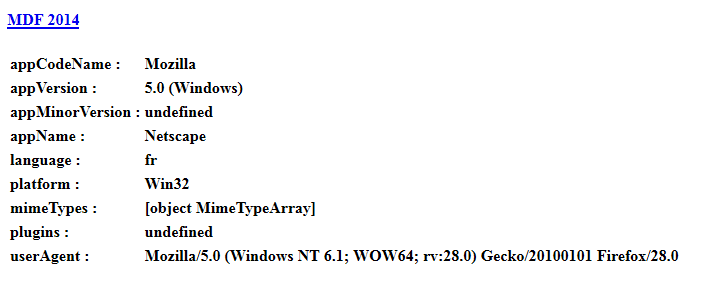 MDF 2014
appCodeName : Mozilla
appVersion : 5.0 (Windows)
appMinorVersion : undefined
appName : Netscape
language : fr
platform : Win32
mimeTypes : [object MimeTypeArray]
plugins : undefined
userAgent : Mozilla/5.0 (Windows NT 6.1; WOW64; rv:28.0) Gecko/20100101 Firefox/28.0